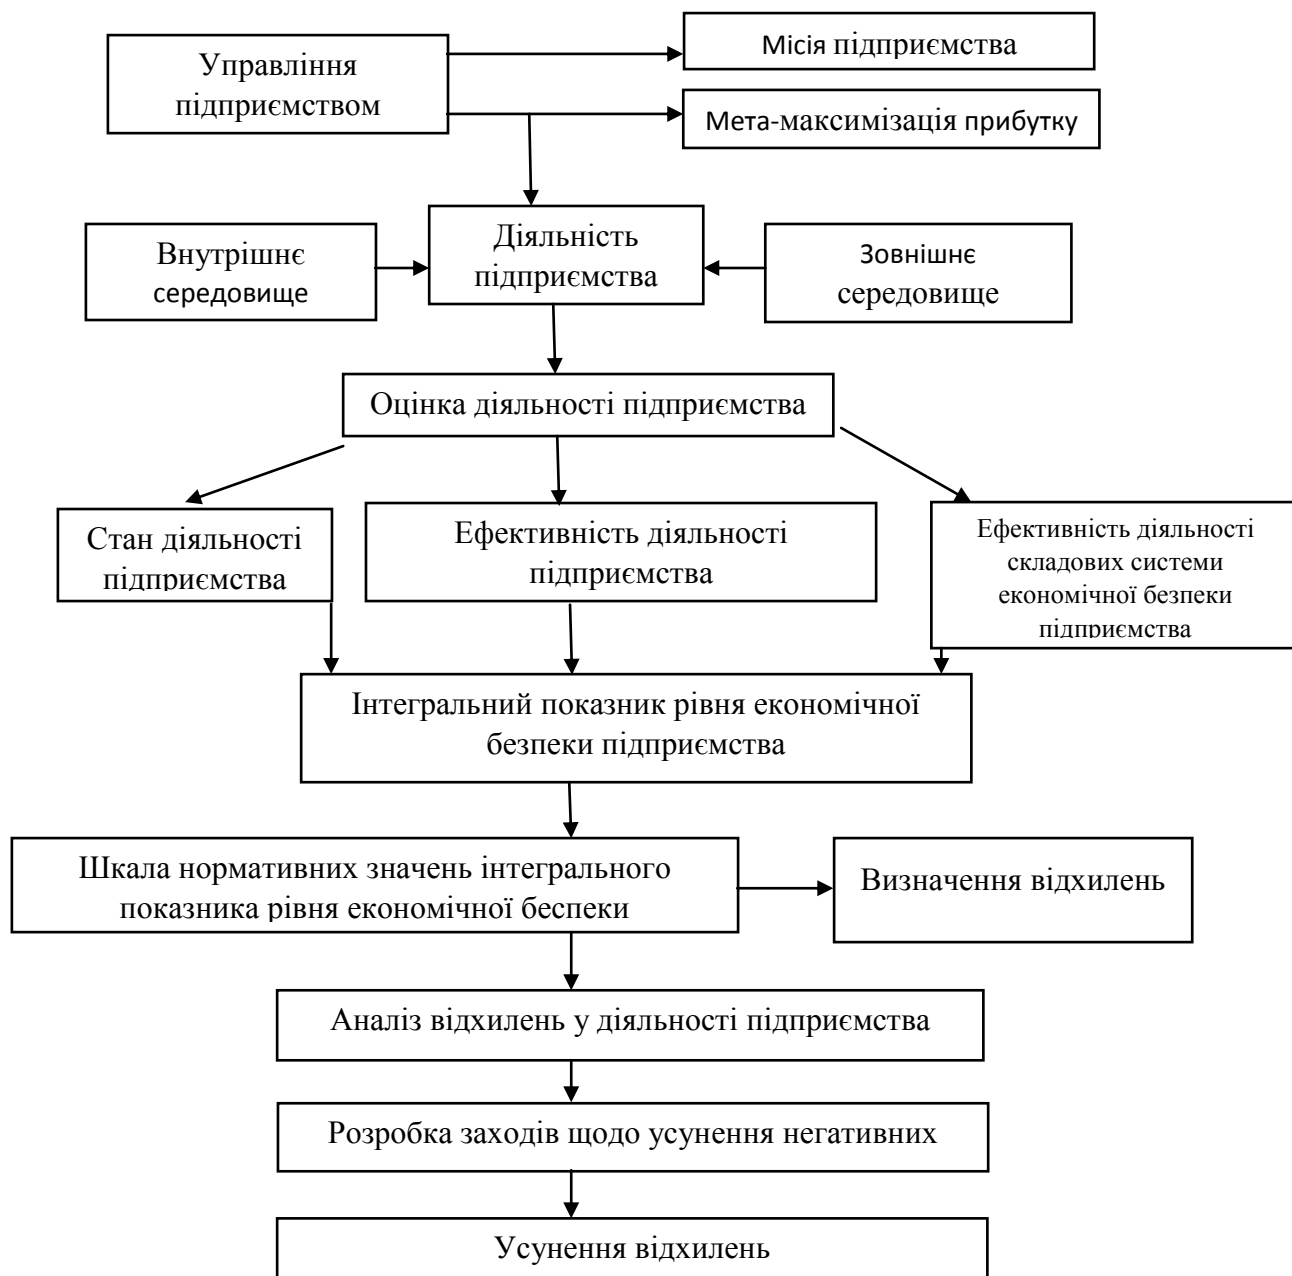 Управління
підприємством
Місія підприємства
Мета-максимізація прибутку
Внутрішнє
середовище
Діяльність
підприємства
Зовнішнє
середовище
Оцінка діяльності підприємства
Стан діяльності
підприємства
Ефективність діяльності
підприємства
Ефективність діяльності
складових системи
економічної безпеки
підприємства
Інтегральний показник рівня економічної
безпеки підприємства
Шкала нормативних значень інтегрального
показника рівня економічної беспеки
Визначення відхилень
Аналіз відхилень у діяльності підприємства
Розробка заходів щодо усунення негативних
Усунення відхилень